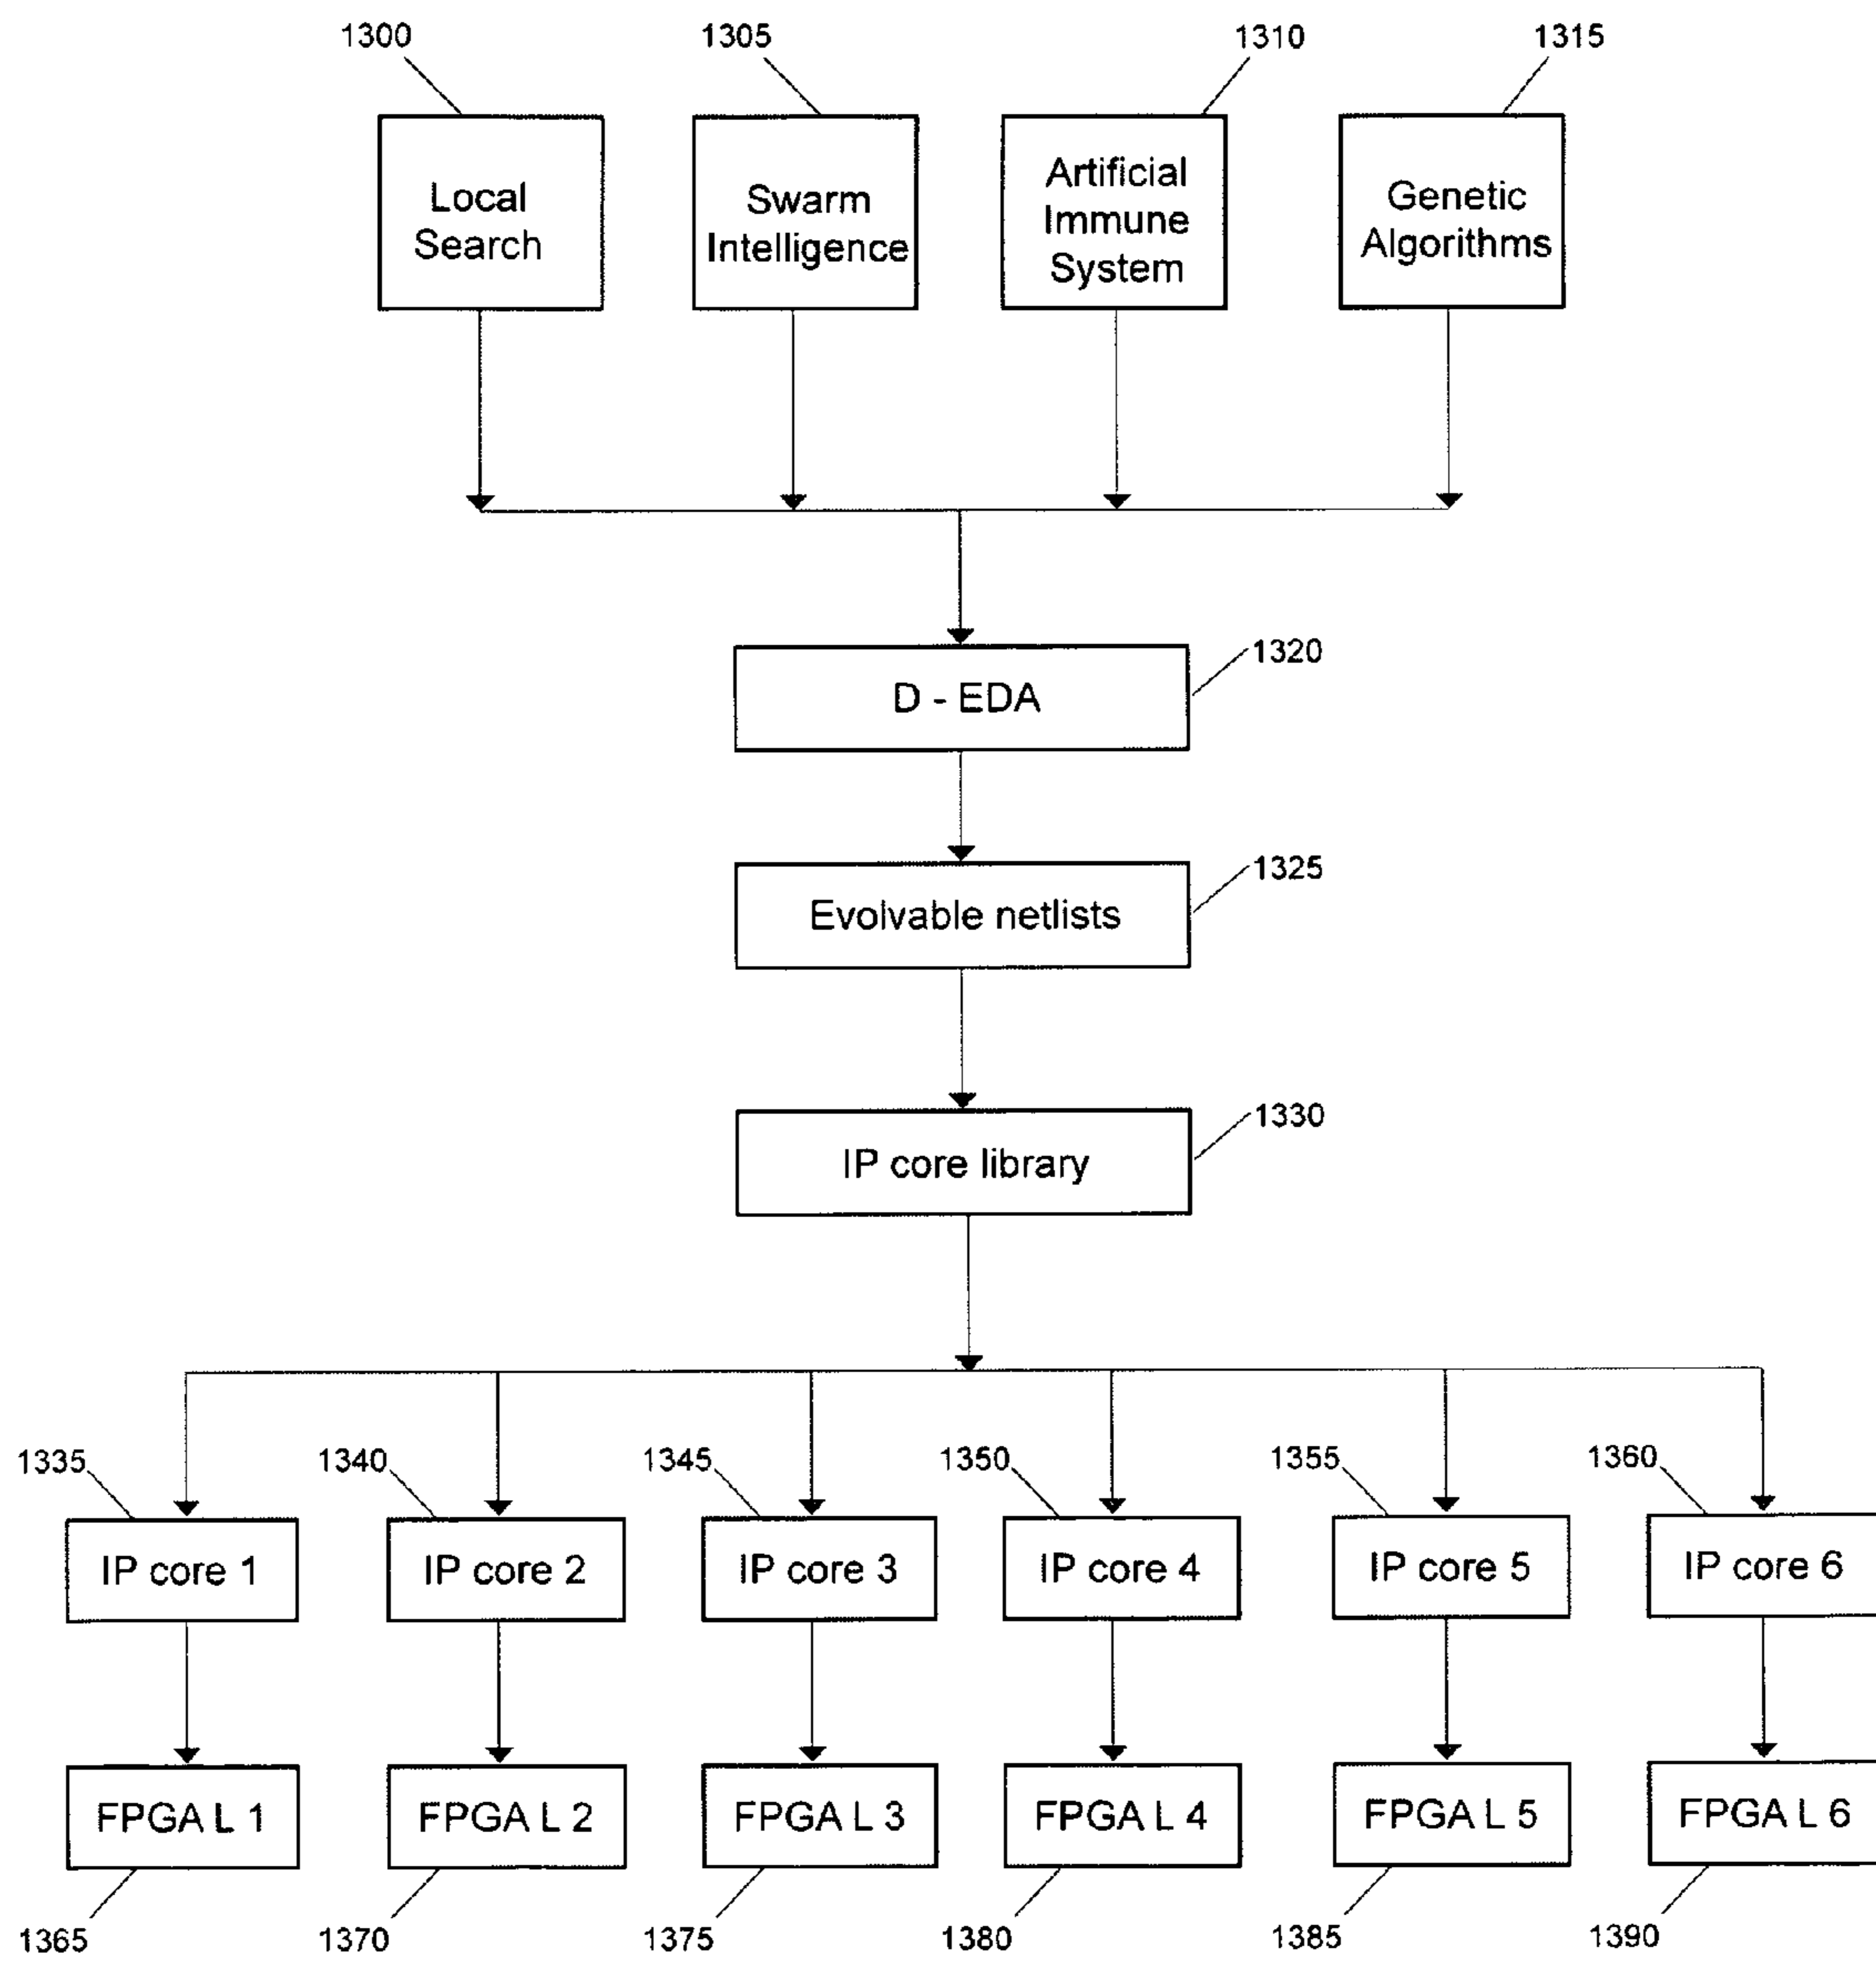 1300 1305 1310 1315
Local
Search
Swarm
Intelligence
Artificial
Immune
System
Genetic
Algorithms
1320
D - EDA
1325
Evolvable netlists
1330
IP core library
1335 1340 1345 1350 1355 1360
IP core 1 IP core 2 IP core 3 IP core 4 IP core 5 IP core 6
FPGA L 1 FPGA L 2 FPGA L 3 FPGA L 4 FPGA L 5 FPGA L 6
1365 1370 1375 1380 1385 1390